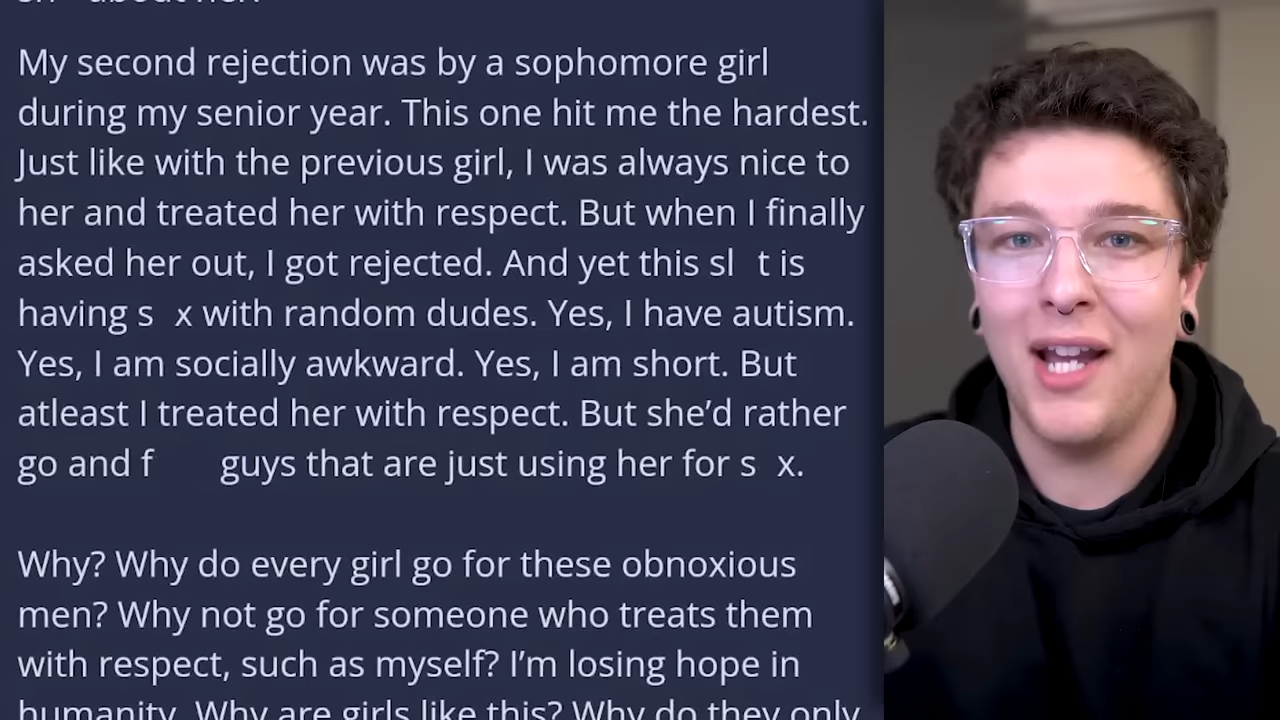 about her.
My second rejection was by a sophomore girl
during my senior year. This one hit me the hardest.
Just like with the previous girl, I was always nice to
her and treated her with respect. But when I finally
asked her out, I got rejected. And yet this sl  t is
having s  x with random dudes. Yes, I have autism.
Yes, I am socially awkward. Yes, I am short. But
atleast I treated her with respect. But she’d rather
go and f    guys that are just using her for s  x.
Why? Why do every girl go for these obnoxious
men? Why not go for someone who treats them
with respect, such as myself? I’m losing hope in
humanity. Why are girls like this? Why do they only